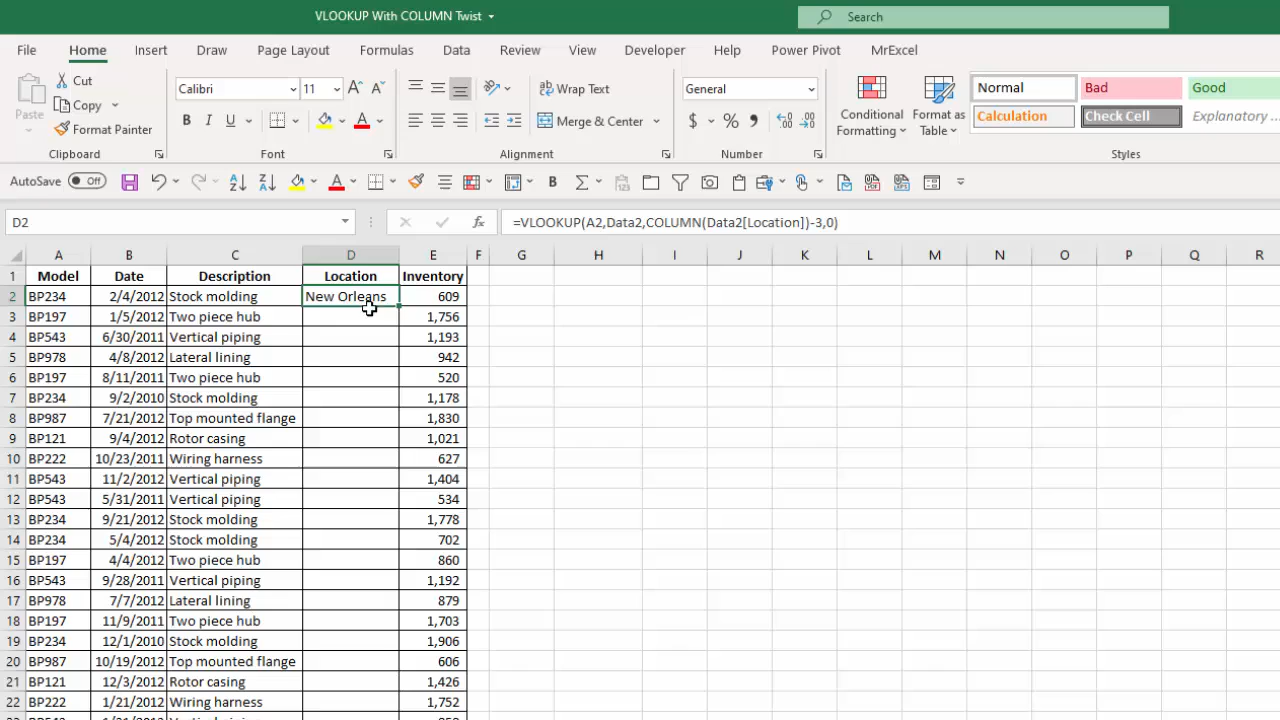 VLOOKUP With COLUMN Twist
Search
File Home Insert Draw Page Layout Formulas Data Review View Developer Help Power Pivot MrExcel
Paste
Cut
Copy
Format Painter
Clipboard
Calibri 11
B I U
Font
Wrap Text
Merge & Center
Alignment
General
$ % ,
Number
Conditional
Formatting
Format as
Table
Normal Bad Good
Calculation Check Cell Explanatory ...
Styles
AutoSave Off
D2 =VLOOKUP(A2,Data2,COLUMN(Data2[Location])-3,0)
A B C D E F G H I J K L M N O P Q R
1 Model Date Description Location Inventory
2 BP234 2/4/2012 Stock molding New Orleans 609
3 BP197 1/5/2012 Two piece hub 1,756
4 BP543 6/30/2011 Vertical piping 1,193
5 BP978 4/8/2012 Lateral lining 942
6 BP197 8/11/2011 Two piece hub 520
7 BP234 9/2/2010 Stock molding 1,178
8 BP987 7/21/2012 Top mounted flange 1,830
9 BP121 9/4/2012 Rotor casing 1,021
10 BP222 10/23/2011 Wiring harness 627
11 BP543 11/2/2012 Vertical piping 1,404
12 BP543 5/31/2011 Vertical piping 534
13 BP234 9/21/2012 Stock molding 1,778
14 BP234 5/4/2012 Stock molding 702
15 BP197 4/4/2012 Two piece hub 860
16 BP543 9/28/2011 Vertical piping 1,192
17 BP978 7/7/2012 Lateral lining 879
18 BP197 11/9/2011 Two piece hub 1,703
19 BP234 12/1/2010 Stock molding 1,906
20 BP987 10/19/2012 Top mounted flange 606
21 BP121 12/3/2012 Rotor casing 1,426
22 BP222 1/21/2012 Wiring harness 1,752